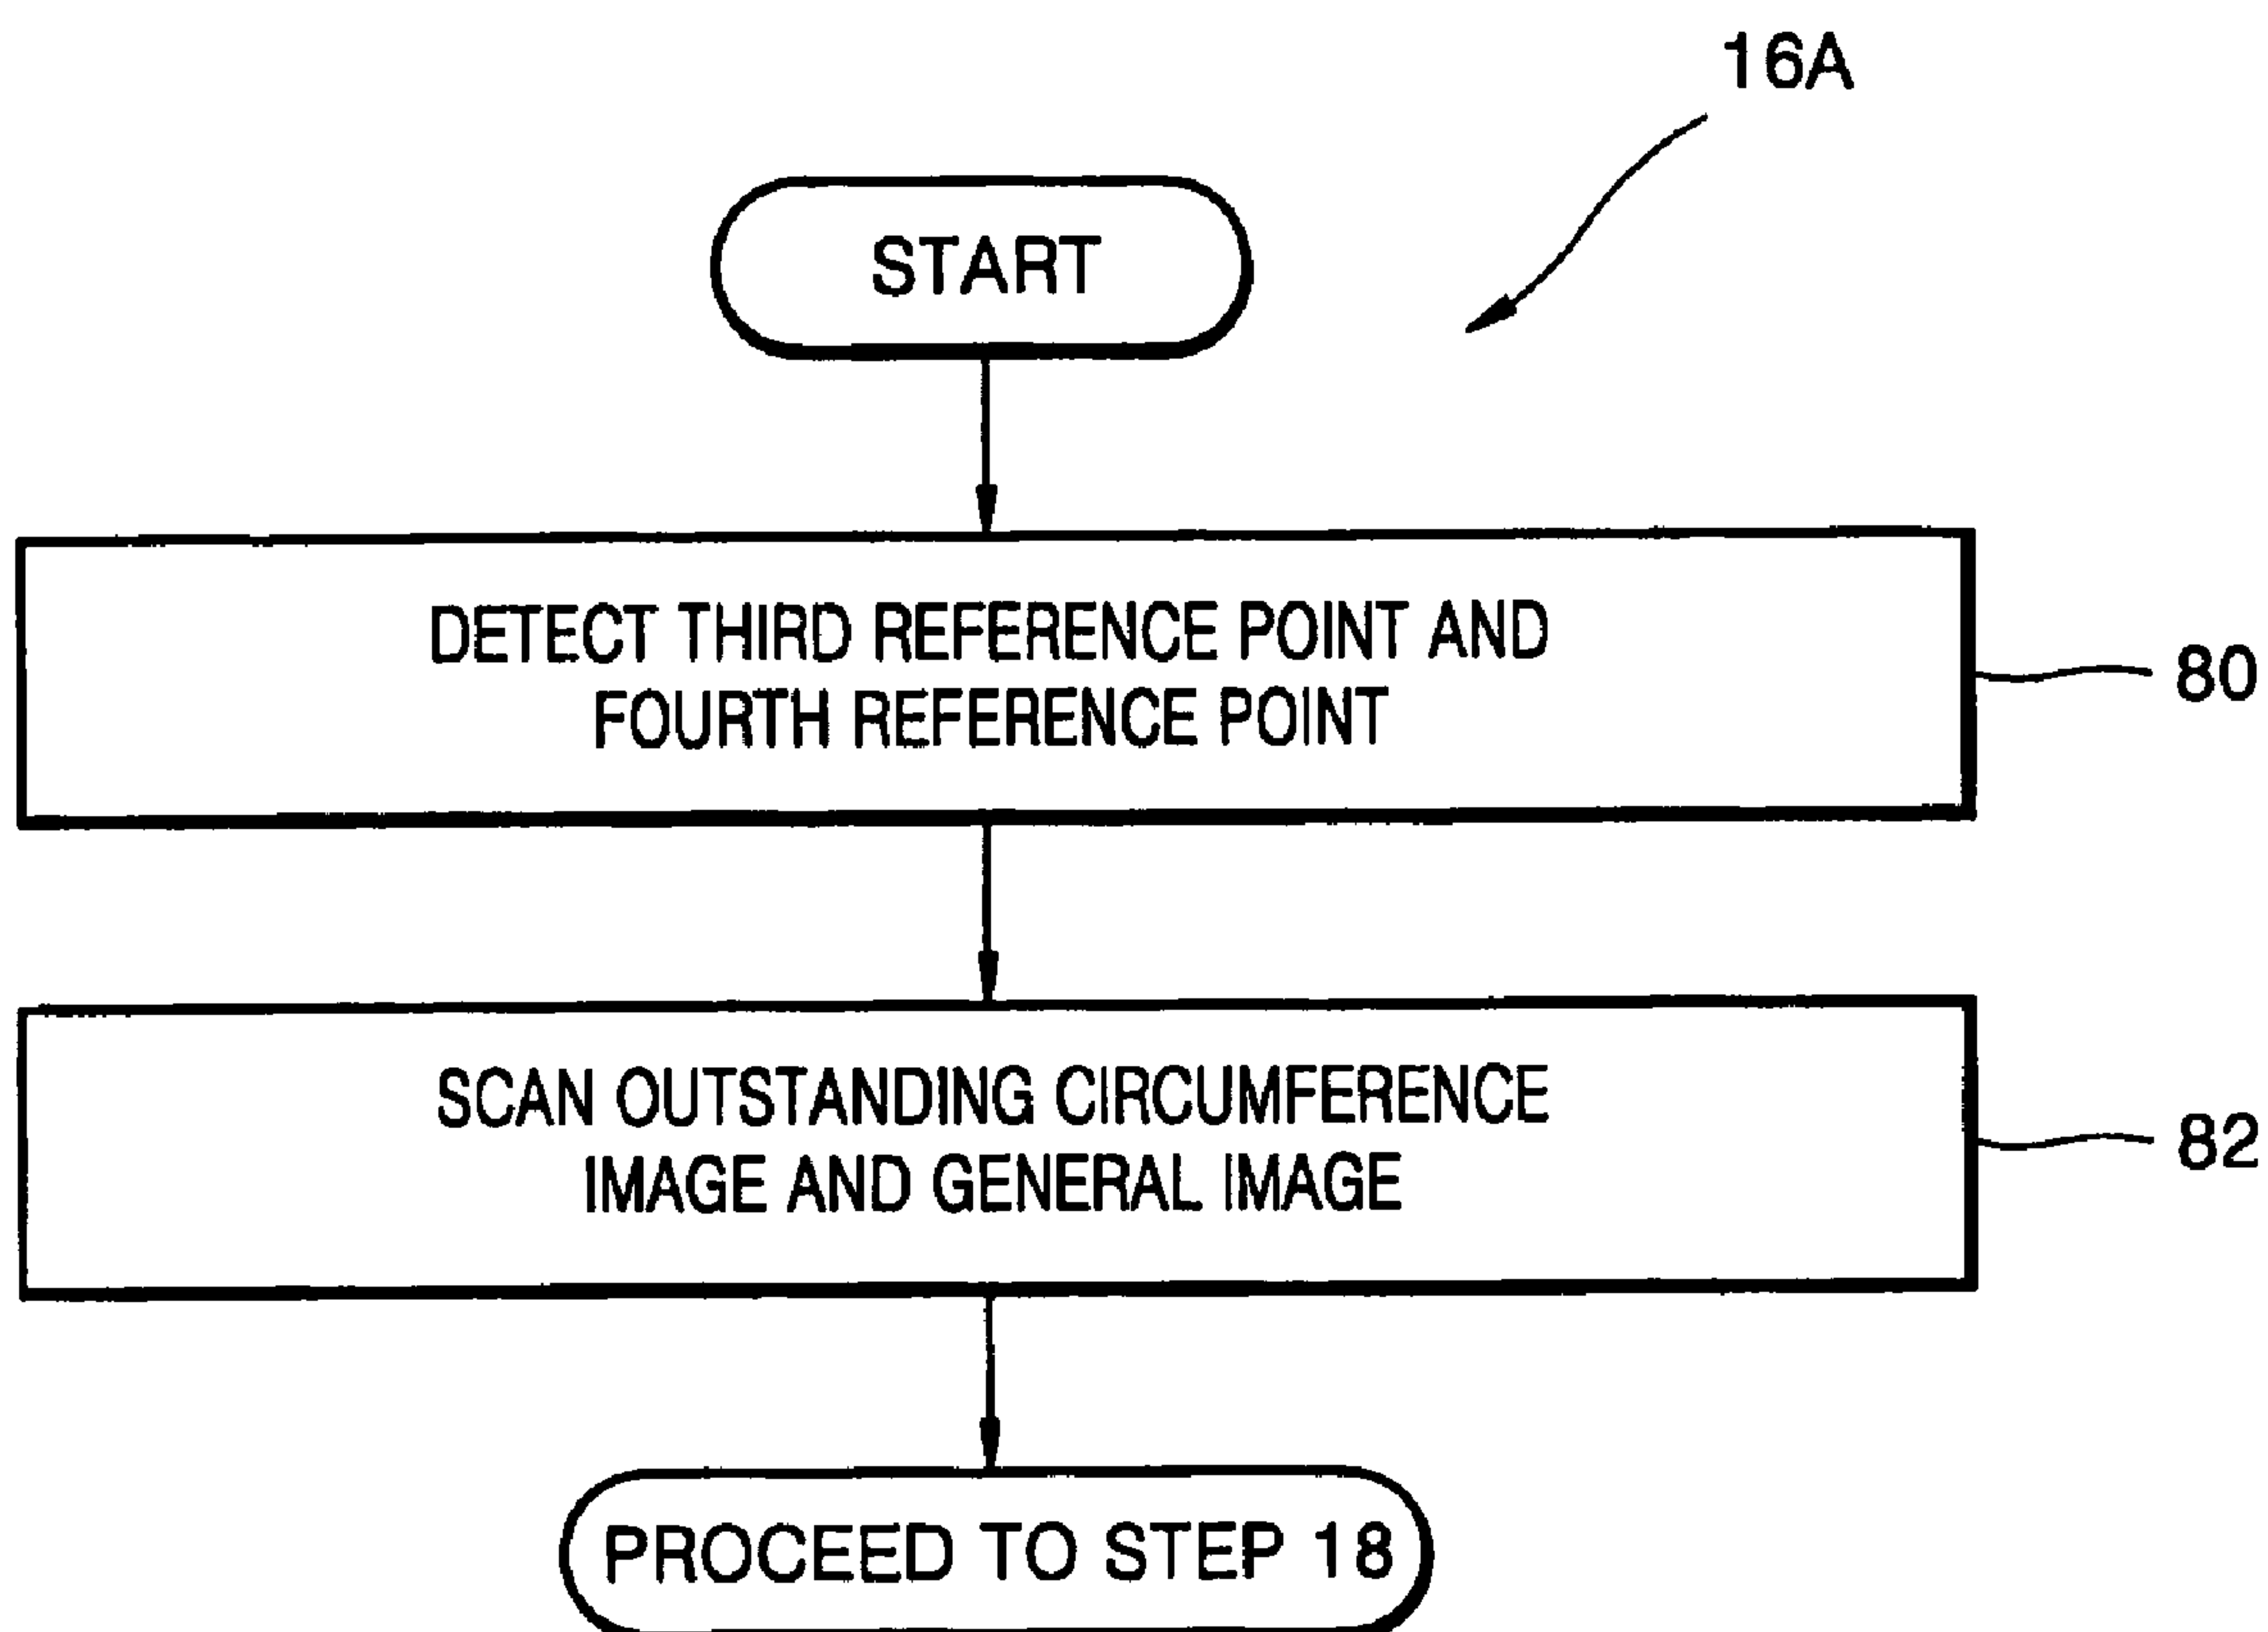 16A
START
DETECT THIRD REFERENCE POINT AND
FOURTH REFERENCE POINT
80
SCAN OUTSTANDING CIRCUMFERENCE
IMAGE AND GENERAL IMAGE
82
PROCEED TO STEP 18